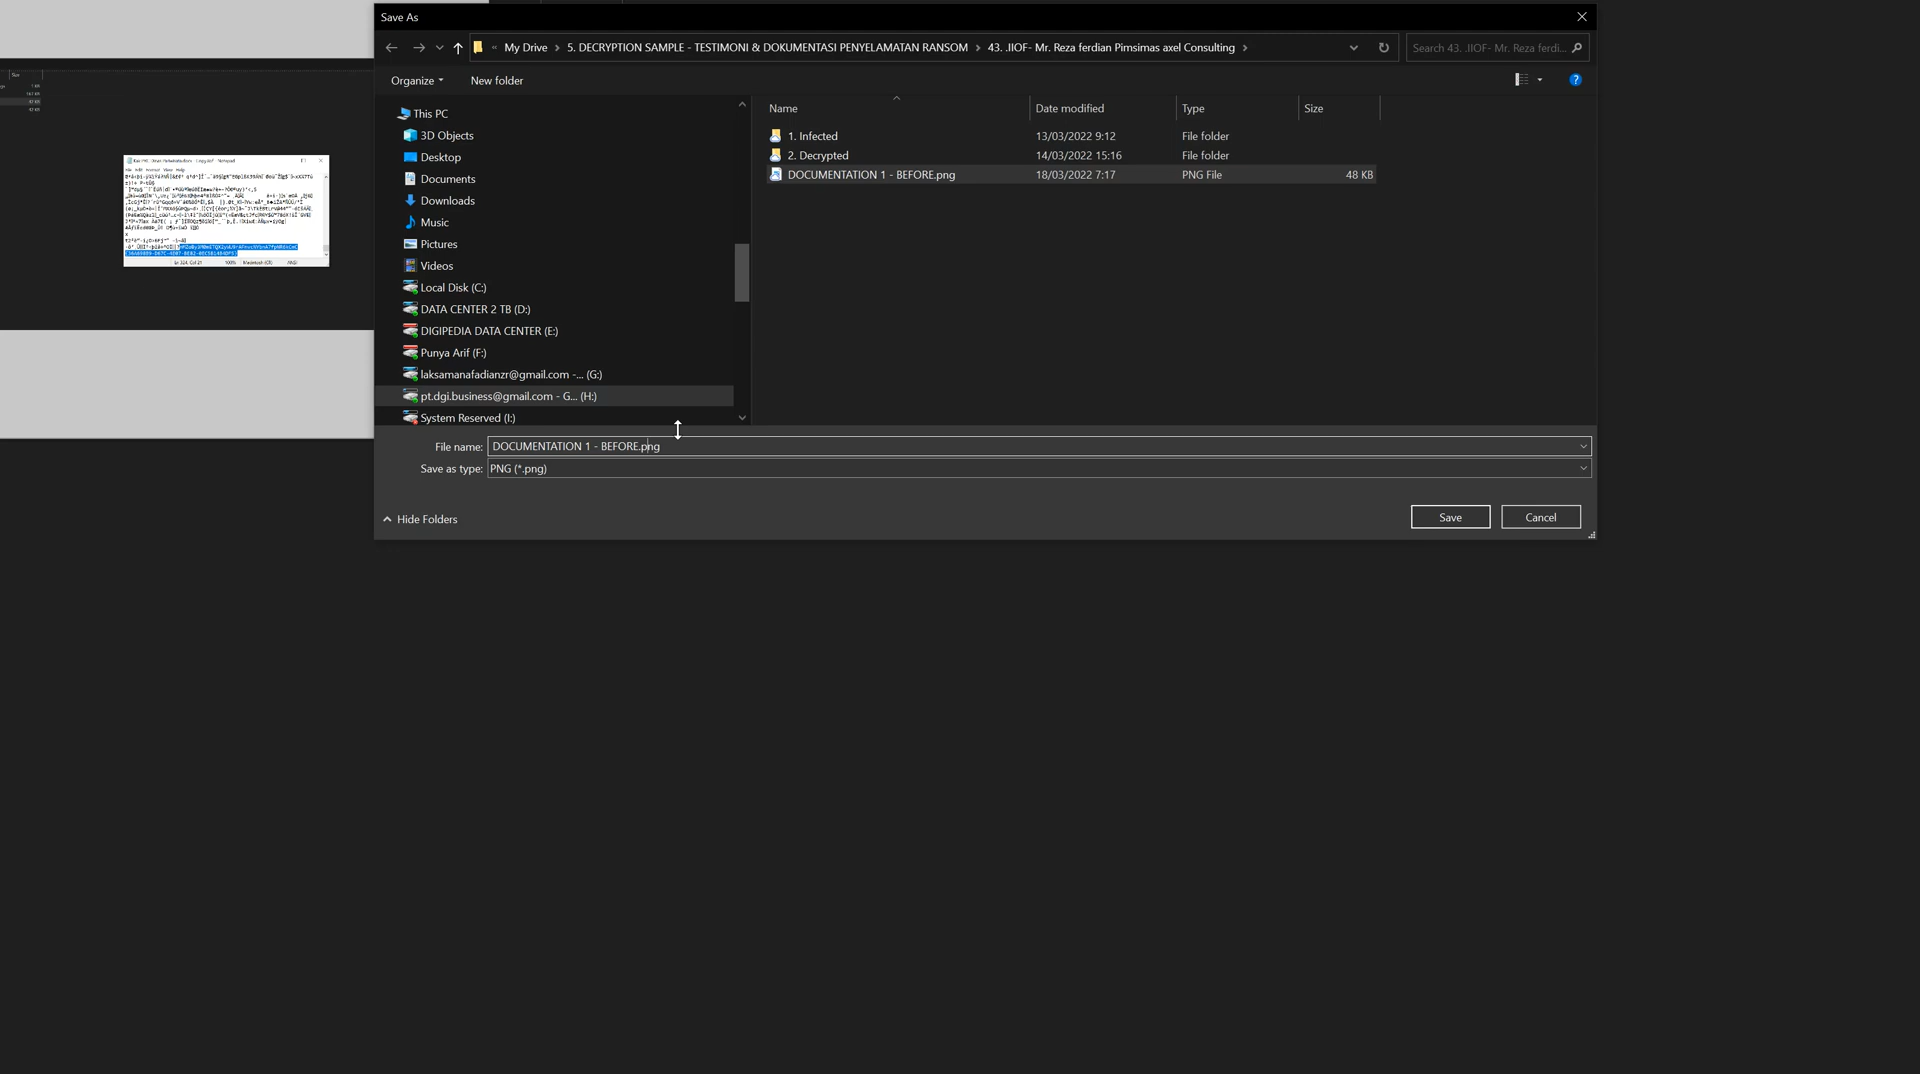 Save As
« My Drive › 5. DECRYPTION SAMPLE - TESTIMONI & DOKUMENTASI PENYELAMATAN RANSOM › 43. .IIOF- Mr. Reza ferdian Pimsimas axel Consulting ›
Search 43. .IIOF- Mr. Reza ferdi...
Organize
New folder
?
Name Date modified Type Size
This PC
3D Objects
Desktop
Documents
Downloads
Music
Pictures
Videos
Local Disk (C:)
DATA CENTER 2 TB (D:)
DIGIPEDIA DATA CENTER (E:)
Punya Arif (F:)
laksamanafadianzr@gmail.com -... (G:)
pt.dgi.business@gmail.com - G... (H:)
System Reserved (I:)
1. Infected 13/03/2022 9:12 File folder
2. Decrypted 14/03/2022 15:16 File folder
DOCUMENTATION 1 - BEFORE.png 18/03/2022 7:17 PNG File 48 KB
File name: DOCUMENTATION 1 - BEFORE.png
Save as type: PNG (*.png)
Hide Folders
Save
Cancel